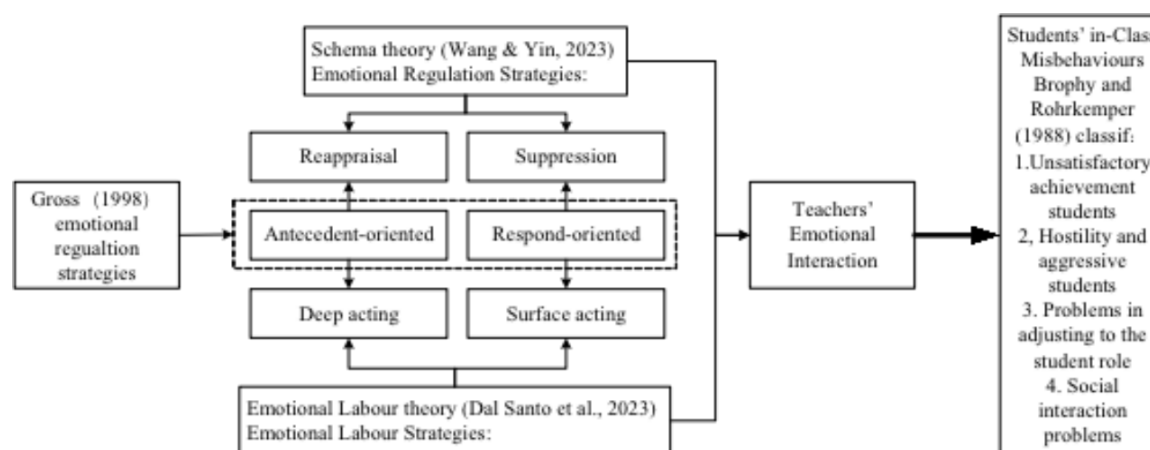 Schema theory (Wang & Yin, 2023)
Emotional Regulation Strategies:
Reappraisal
Suppression
Gross (1998)
emotional
regualtion
strategies
Antecedent-oriented
Respond-oriented
Deep acting
Surface acting
Emotional Labour theory (Dal Santo et al., 2023)
Emotional Labour Strategies:
Teachers'
Emotional
Interaction
Students' in-Clas
Misbehaviours
Brophy and
Rohrkemper
(1988) classif:
1.Unsatisfactory
achievement
students
2, Hostility and
aggressive
students
3. Problems in
adjusting to the
student role
4. Social
interaction
problems